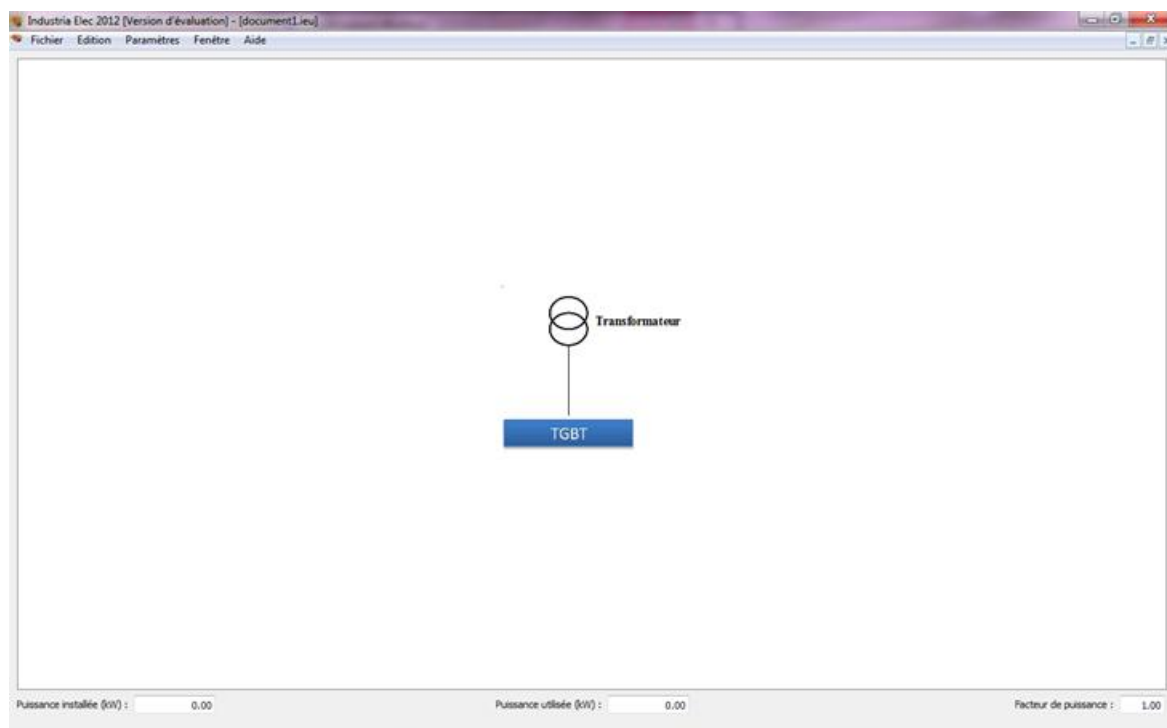 Industria Elec 2012 [Version d'évaluation] - [document1.ieu]
Fichier Edition Paramètres Fenêtre Aide
Transformateur
TGBT
Puissance installée (kW) : 0.00 Puissance utilisée (kW) : 0.00 Facteur de puissance : 1.00